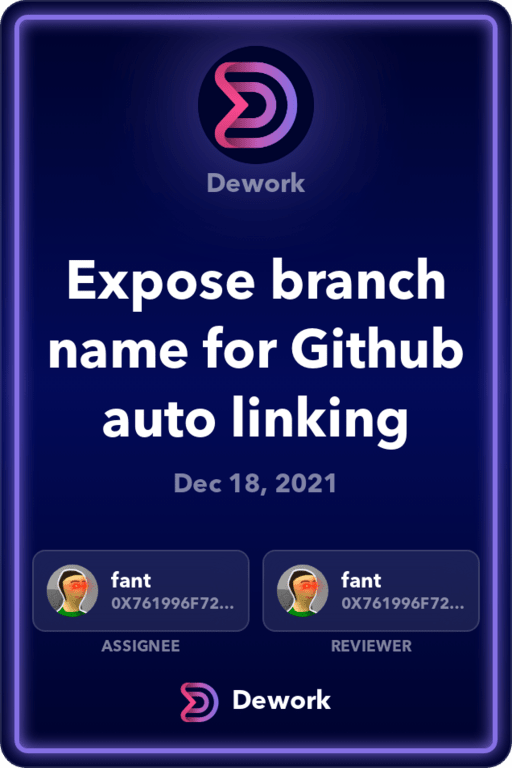 Dework
Expose branch
name for Github
auto linking
Dec 18, 2021
fant
0X761996F72...
ASSIGNEE
fant
0X761996F72...
REVIEWER
Dework